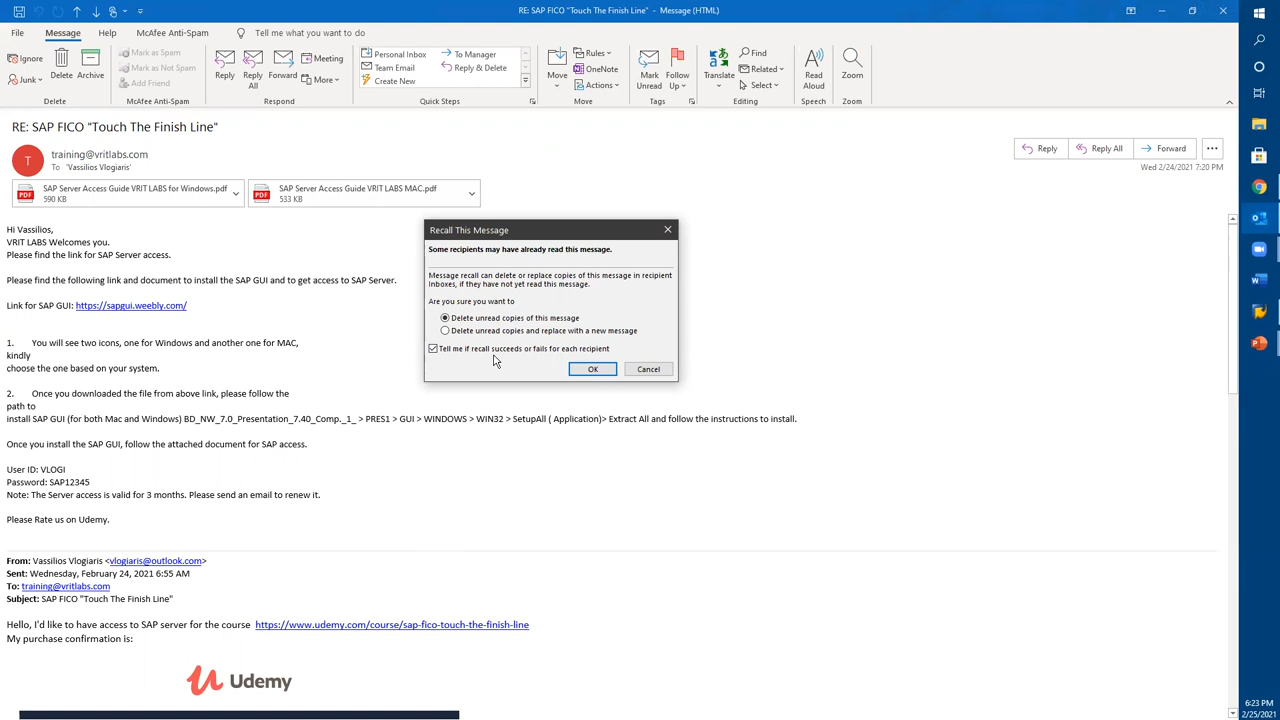 RE: SAP FICO "Touch The Finish Line" - Message (HTML)
File Message Help McAfee Anti-Spam Tell me what you want to do
Ignore
Junk
Delete
Archive
Delete
Mark as Spam
Mark as Not Spam
Add Friend
McAfee Anti-Spam
Reply
Reply All
Forward
Meeting
More
Respond
Personal Inbox
Team Email
Create New
To Manager
Reply & Delete
Quick Steps
Move
Rules
OneNote
Actions
Move
Mark Unread
Follow Up
Tags
Translate
Find
Related
Select
Editing
Read Aloud
Speech
Zoom
Zoom
RE: SAP FICO "Touch The Finish Line"
T
training@vritlabs.com
To 'Vassilios Vlogiaris'
Reply Reply All Forward
Wed 2/24/2021 7:20 PM
PDF
SAP Server Access Guide VRIT LABS for Windows.pdf
590 KB
PDF
SAP Server Access Guide VRIT LABS MAC.pdf
533 KB
Hi Vassilios,
VRIT LABS Welcomes you.
Please find the link for SAP Server access.
Please find the following link and document to install the SAP GUI and to get access to SAP Server.
Link for SAP GUI: https://sapgui.weebly.com/
1. You will see two icons, one for Windows and another one for MAC,
kindly
choose the one based on your system.
2. Once you downloaded the file from above link, please follow the
path to
install SAP GUI (for both Mac and Windows) BD_NW_7.0_Presentation_7.40_Comp._1_ > PRES1 > GUI > WINDOWS > WIN32 > SetupAll ( Application)> Extract All and follow the instructions to install.
Once you install the SAP GUI, follow the attached document for SAP access.
User ID: VLOGI
Password: SAP12345
Note: The Server access is valid for 3 months. Please send an email to renew it.
Please Rate us on Udemy.
From: Vassilios Vlogiaris <vlogiaris@outlook.com>
Sent: Wednesday, February 24, 2021 6:55 AM
To: training@vritlabs.com
Subject: SAP FICO "Touch The Finish Line"
Hello, I'd like to have access to SAP server for the course https://www.udemy.com/course/sap-fico-touch-the-finish-line
My purchase confirmation is:
Udemy
Recall This Message
Some recipients may have already read this message.
Message recall can delete or replace copies of this message in recipient
Inboxes, if they have not yet read this message.
Are you sure you want to
Delete unread copies of this message
Delete unread copies and replace with a new message
Tell me if recall succeeds or fails for each recipient
OK Cancel
6:23 PM
2/25/2021